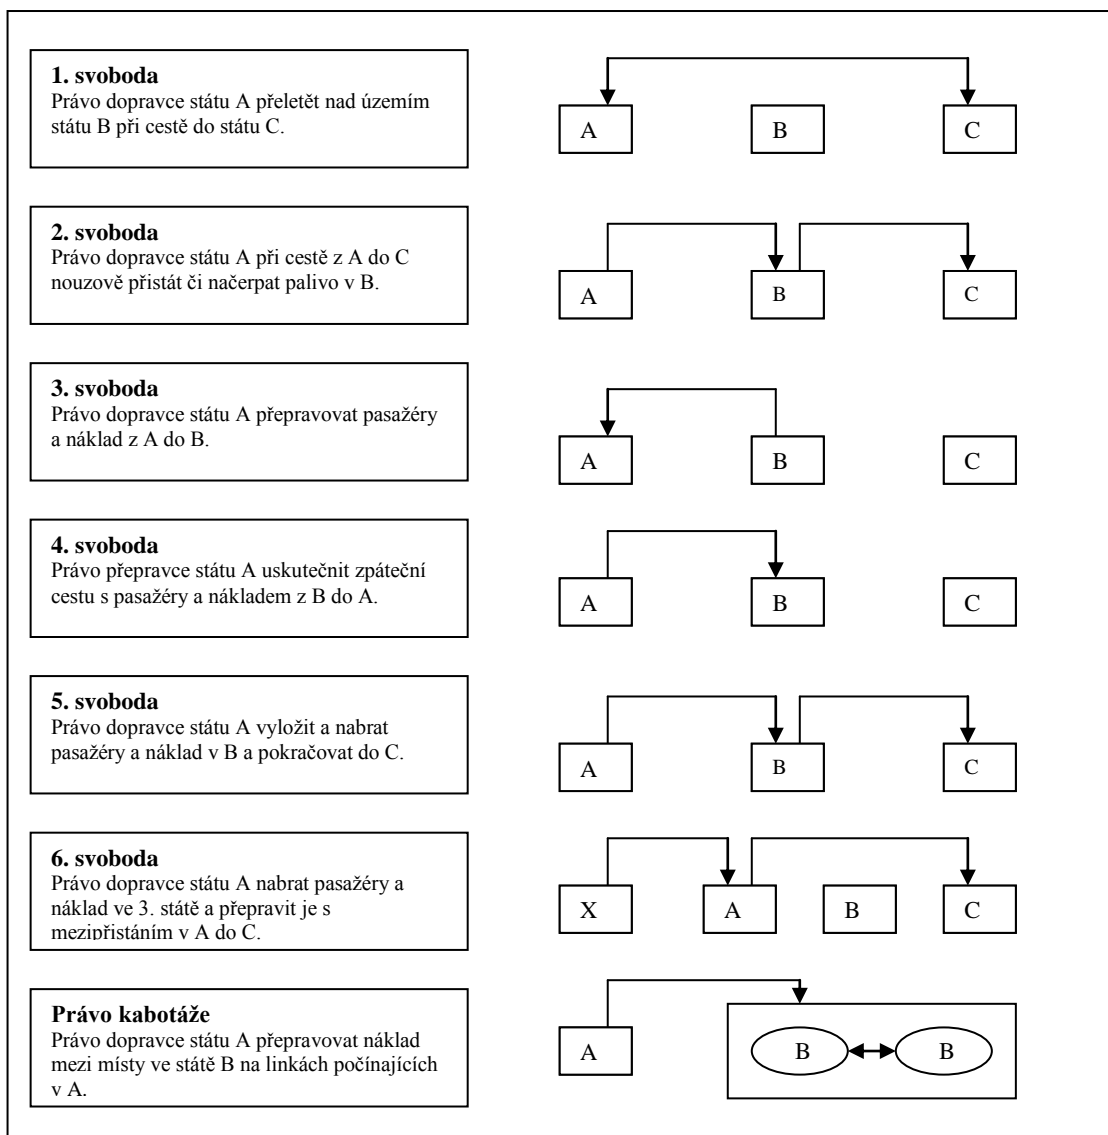 1. svoboda
Právo dopravce státu A přeletět nad územím
státu B při cestě do státu C.
A B C
2. svoboda
Právo dopravce státu A při cestě z A do C
nouzově přistát či načerpat palivo v B.
A B C
3. svoboda
Právo dopravce státu A přepravovat pasažéry
a náklad z A do B.
A B C
4. svoboda
Právo přepravce státu A uskutečnit zpáteční
cestu s pasažéry a nákladem z B do A.
A B C
5. svoboda
Právo dopravce státu A vyložit a nabrat
pasažéry a náklad v B a pokračovat do C.
A B C
6. svoboda
Právo dopravce státu A nabrat pasažéry a
náklad ve 3. státě a přepravit je s
mezipřistáním v A do C.
X A B C
Právo kabotáže
Právo dopravce státu A přepravovat náklad
mezi místy ve státě B na linkách počínajících
v A.
A B B